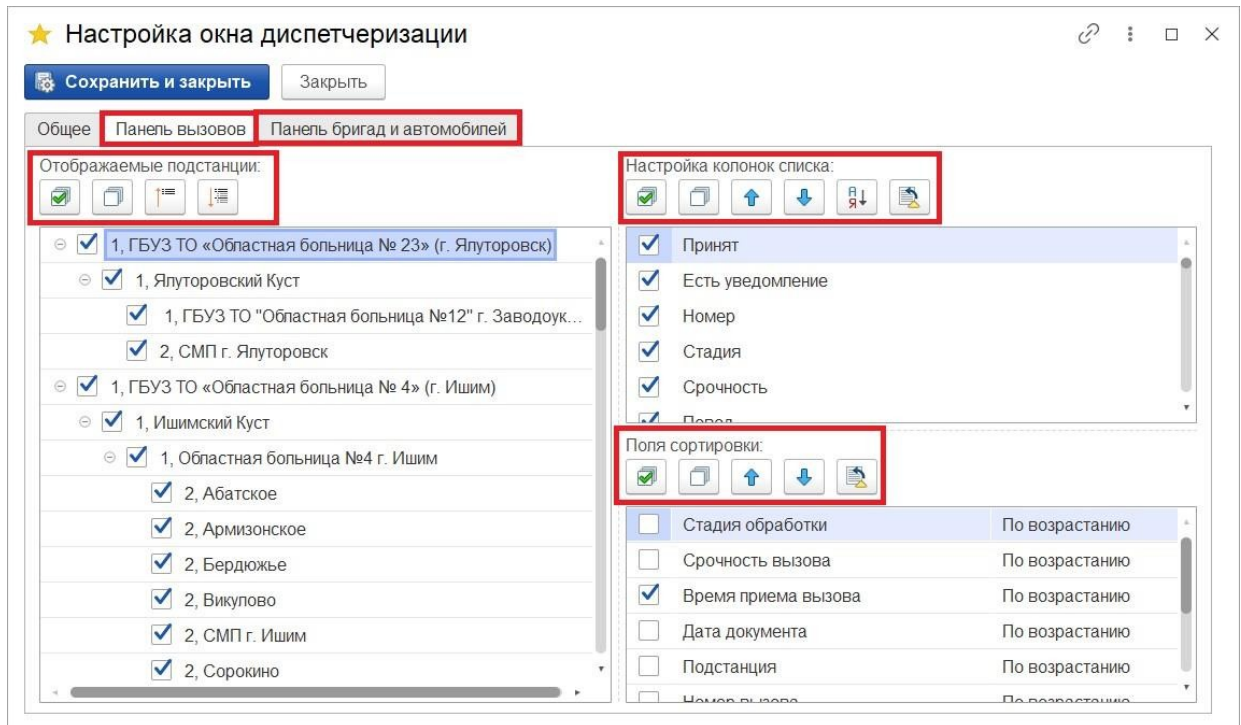 Настройка окна диспетчеризации
Сохранить и закрыть
Закрыть
Общее
Панель вызовов
Панель бригад и автомобилей
Отображаемые подстанции:
1, ГБУЗ ТО «Областная больница № 23» (г. Ялуторовск)
1, Ялуторовский Куст
1, ГБУЗ ТО "Областная больница №12" г. Заводоук...
2, СМП г. Ялуторовск
1, ГБУЗ ТО «Областная больница № 4» (г. Ишим)
1, Ишимский Куст
1, Областная больница №4 г. Ишим
2, Абатское
2, Армизонское
2, Бердюжье
2, Викулово
2, СМП г. Ишим
2, Сорокино
Настройка колонок списка:
Принят
Есть уведомление
Номер
Стадия
Срочность
Повод
Поля сортировки:
Стадия обработки По возрастанию
Срочность вызова По возрастанию
Время приема вызова По возрастанию
Дата документа По возрастанию
Подстанция По возрастанию
Номер вызова По возрастанию